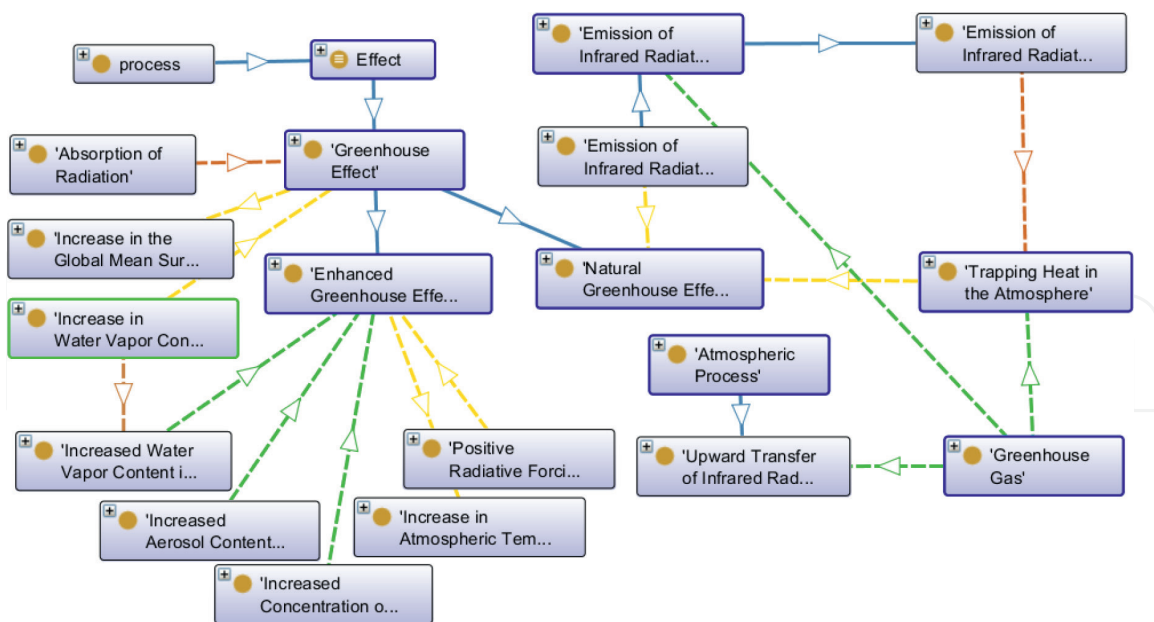 process
Effect
'Emission of
Infrared Radiat...
'Emission of
Infrared Radiat...
'Absorption of
Radiation'
'Greenhouse
Effect'
'Emission of
Infrared Radiat...
'Increase in the
Global Mean Sur...
'Enhanced
Greenhouse Effe...
'Natural
Greenhouse Effe...
'Trapping Heat in
the Atmosphere'
'Increase in
Water Vapor Con...
'Atmospheric
Process'
'Increased Water
Vapor Content i...
'Positive
Radiative Forci...
'Upward Transfer
of Infrared Rad...
'Greenhouse
Gas'
'Increased
Aerosol Content...
'Increase in
Atmospheric Tem...
'Increased
Concentration o...